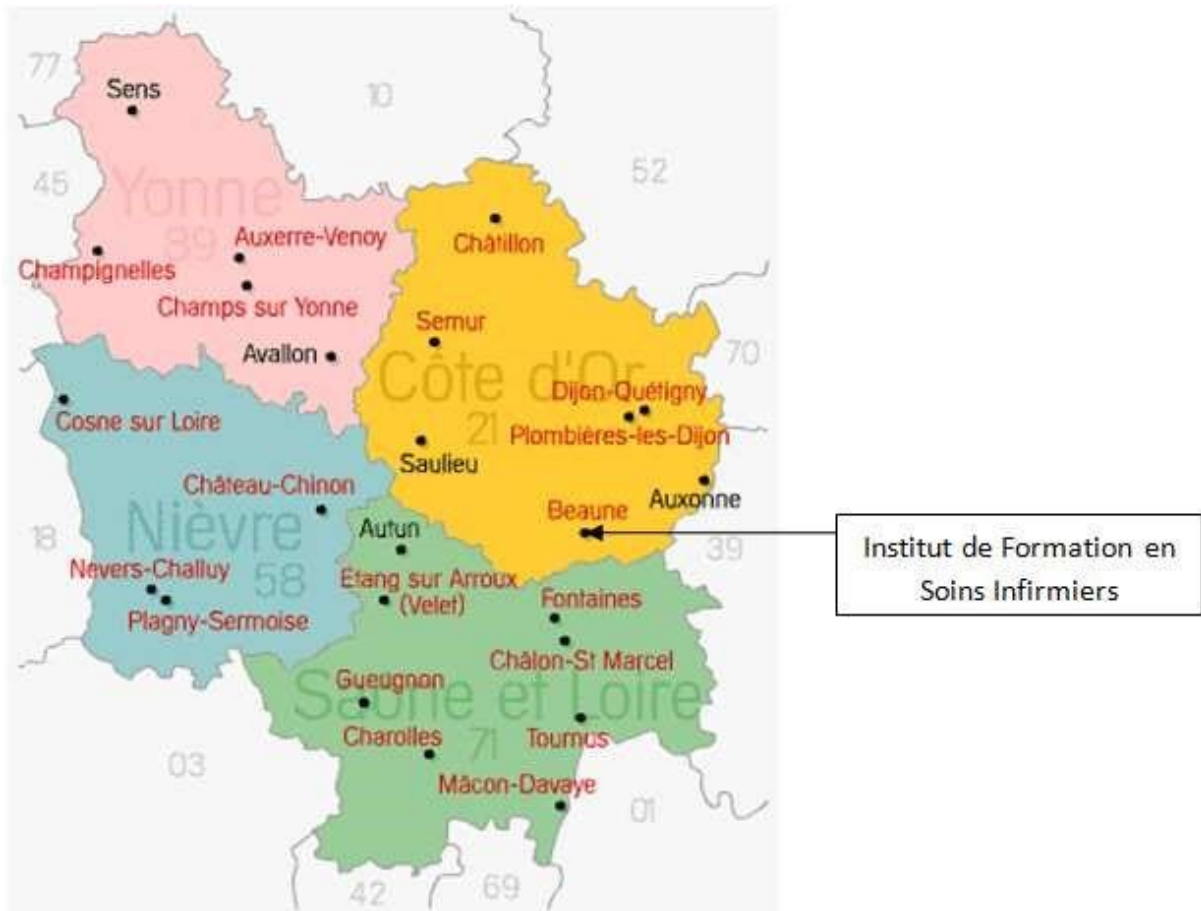 77
Sens
10
45
52
Yonne
89
Auxerre-Venoy
Châtillon
Champignelles
Champs sur Yonne
Semur
Avallon
Côte d'Or
21
70
Dijon-Quétigny
Plombières-les-Dijon
Cosne sur Loire
Saulieu
Château-Chinon
Auxonne
Nièvre
58
18
Autun
Beaune
39
Institut de Formation en
Soins Infirmiers
Nevers-Challuy
Plagny-Sermoise
Etang sur Arroux
(Velet)
Fontaines
Châlon-St Marcel
Gueugnon
Saône et Loire
71
Charolles
Tournus
03
Mâcon-Davaye
01
42
69